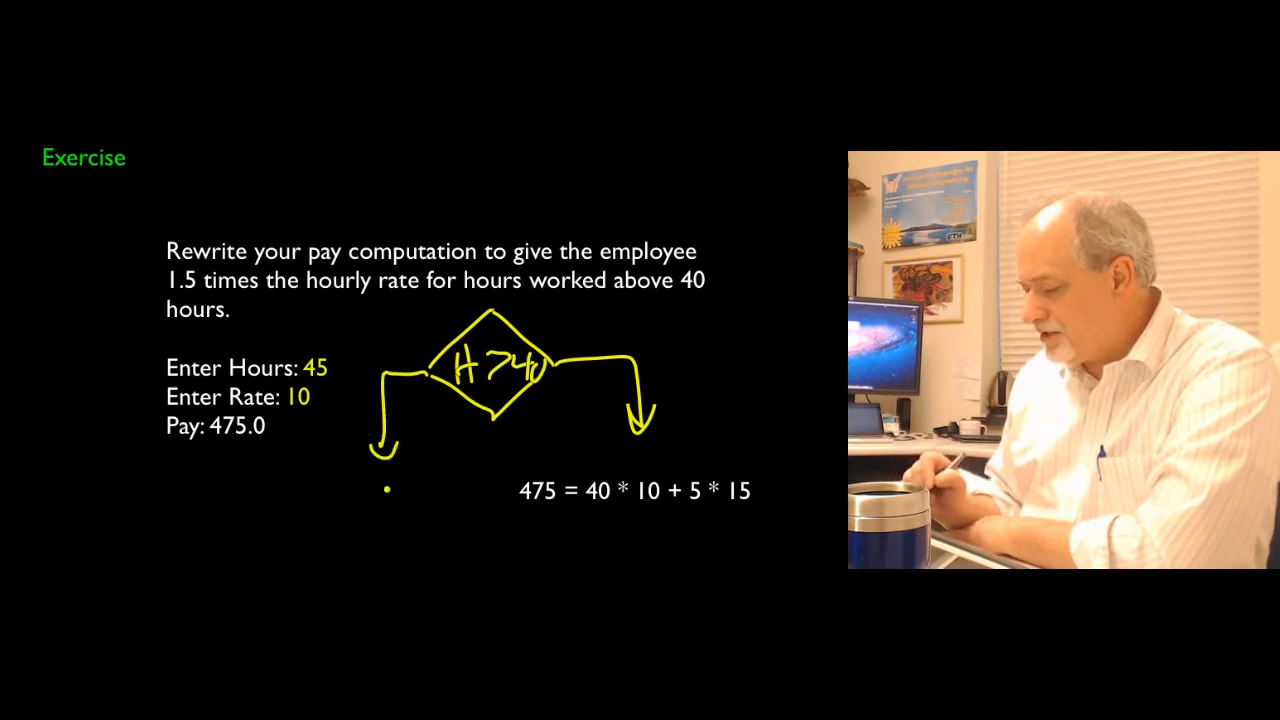 Exercise
Rewrite your pay computation to give the employee
1.5 times the hourly rate for hours worked above 40
hours.
Enter Hours: 45
Enter Rate: 10
Pay: 475.0
H >40
475 = 40 * 10 + 5 * 15
ETH